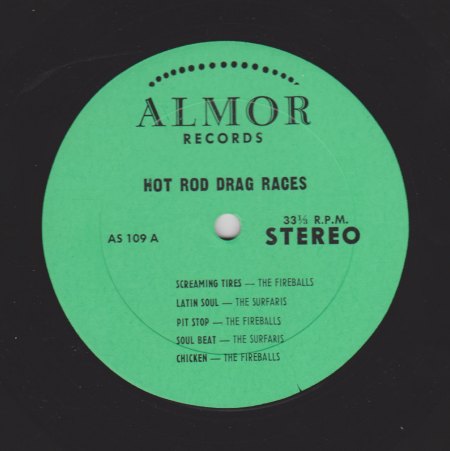 ALMOR
RECORDS
HOT ROD DRAG RACES
33⅓ R.P.M.
AS 109 A
STEREO
SCREAMING TIRES — THE FIREBALLS
LATIN SOUL — THE SURFARIS
PIT STOP — THE FIREBALLS
SOUL BEAT — THE SURFARIS
CHICKEN — THE FIREBALLS